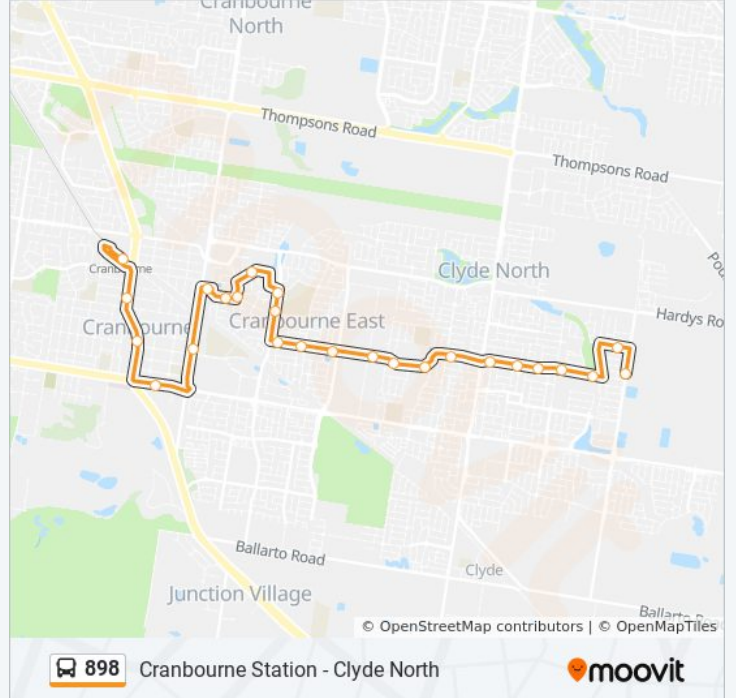 Cranbourne
North
Thompsons Road
Thompsons Road
Clyde North
Cranbourne
Hardys Ro
Cranbourne East
Cranbourne
Ballarto Road
Clyde
Junction Village
Ballarto
© OpenStreetMap contributors | © OpenMapTiles
898 Cranbourne Station - Clyde North
moovit